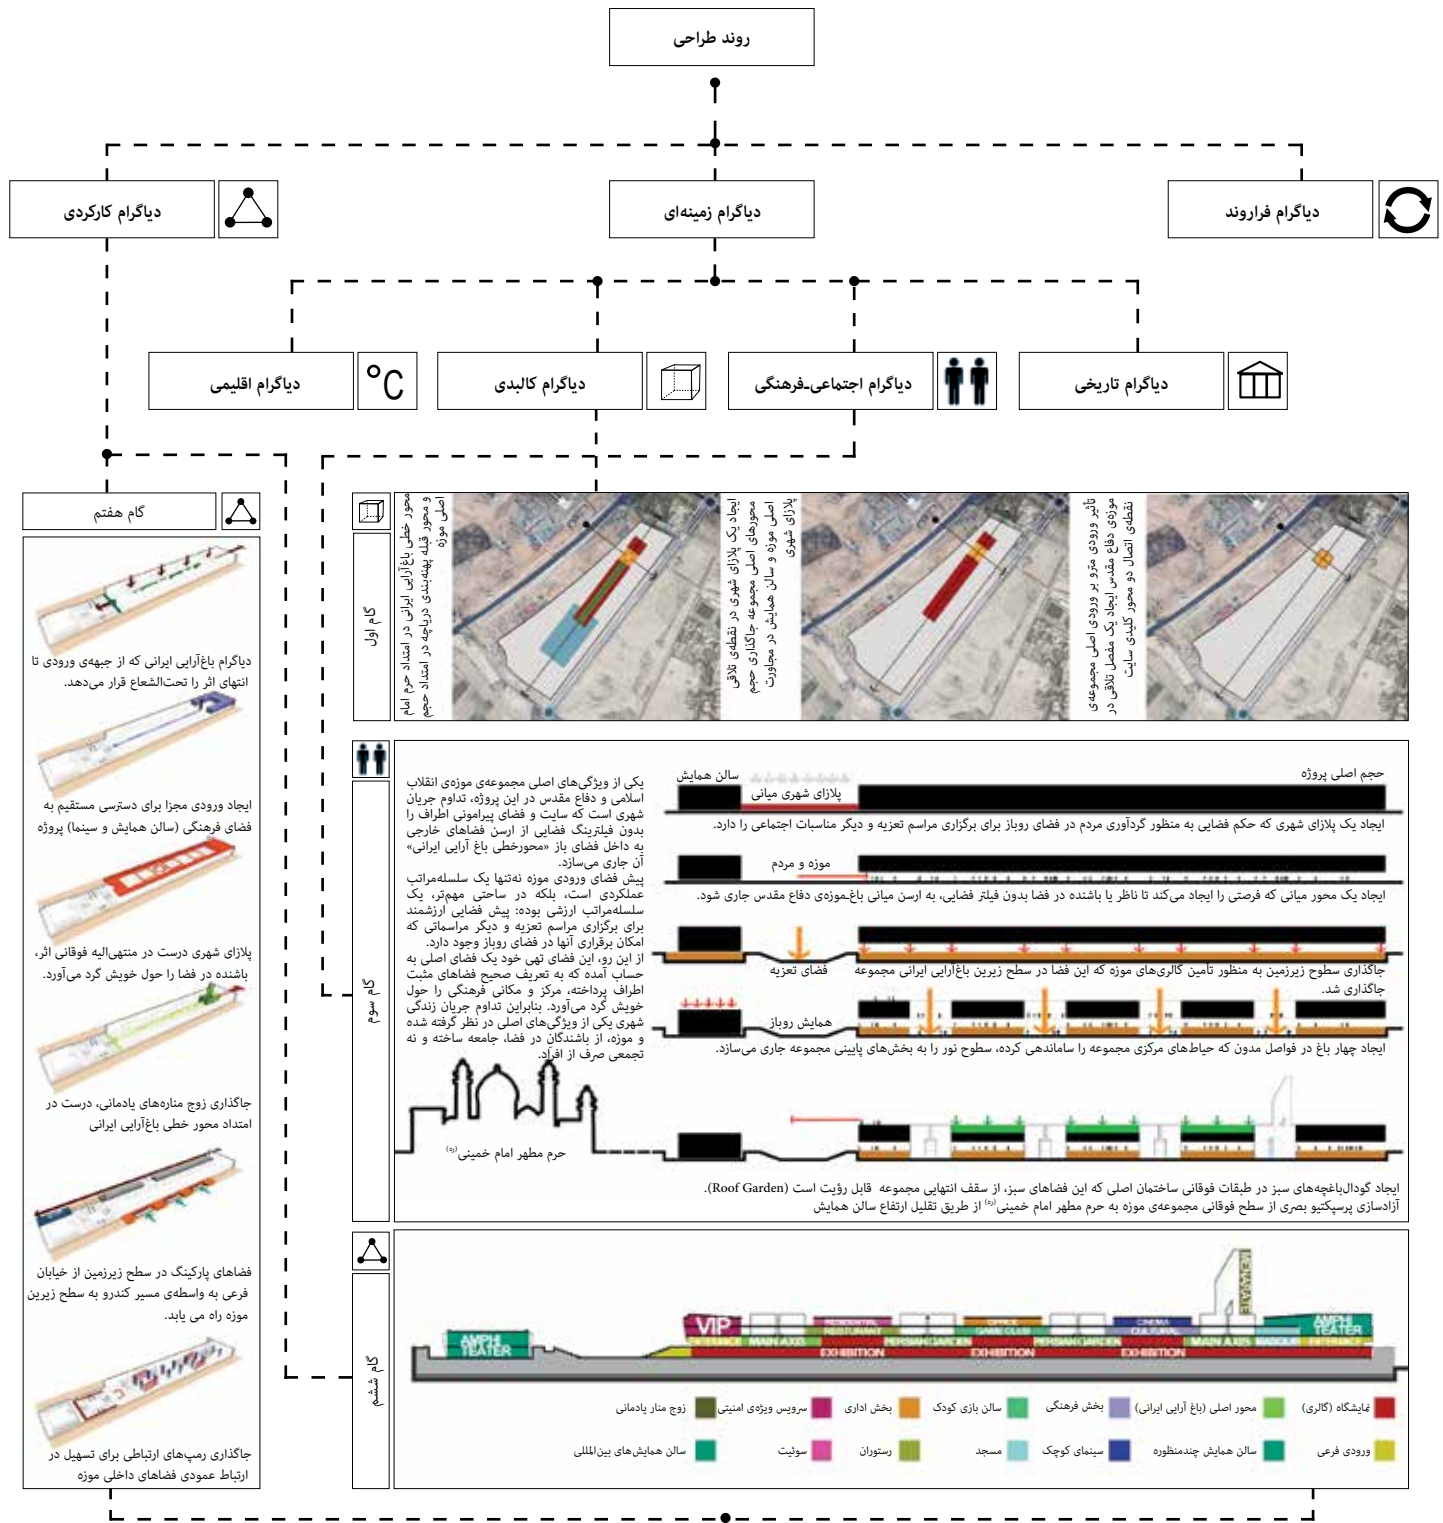 روند طراحی
دیاگرام فراروند
دیاگرام زمینه‌ای
دیاگرام کارکردی
دیاگرام تاریخی
دیاگرام اجتماعی-فرهنگی
دیاگرام کالبدی
دیاگرام اقلیمی
°C
گام اول
تأثیر ورودی مترو بر ورودی اصلی مجموعه‌ی
موزه‌ی دفاع مقدس ایجاد یک مفصل تلاقی در
نقطه‌ی اتصال دو محور کلیدی سایت
ایجاد یک پلازای شهری در نقطه‌ی تلاقی
محورهای اصلی مجموعه جاگذاری حجم
اصلی موزه و سالن همایش در مجاورت
پلازای شهری
محور خطی باغ‌آرایی ایرانی در امتداد حرم امام
و محور قبله پهنه‌بندی دریاچه در امتداد حجم
اصلی موزه
گام سوم
حجم اصلی پروژه
سالن همایش
پلازای شهری میانی
ایجاد یک پلازای شهری که حکم فضایی به منظور گردآوری مردم در فضای روباز برای برگزاری مراسم تعزیه و دیگر مناسبات اجتماعی را دارد.
موزه و مردم
ایجاد یک محور میانی که فرصتی را ایجاد می‌کند تا ناظر یا باشنده در فضا بدون فیلتر فضایی، به ارسن میانی باغ‌موزه‌ی دفاع مقدس جاری شود.
فضای تعزیه
جاگذاری سطوح زیرزمین به منظور تأمین گالری‌های موزه که این فضا در سطح زیرین باغ‌آرایی ایرانی مجموعه
جاگذاری شد.
همایش روباز
ایجاد چهار باغ در فواصل مدون که حیاط‌های مرکزی مجموعه را ساماندهی کرده، سطوح نور را به بخش‌های پایینی مجموعه جاری می‌سازد.
یکی از ویژگی‌های اصلی مجموعه‌ی موزه‌ی انقلاب
اسلامی و دفاع مقدس در این پروژه، تداوم جریان
شهری است که سایت و فضای پیرامونی اطراف را
بدون فیلترینگ فضایی از ارسن فضاهای خارجی
به داخل فضای باز «محورخطی باغ آرایی ایرانی»
آن جاری می‌سازد.
پیش فضای ورودی موزه نه‌تنها یک سلسله‌مراتب
عملکردی است، بلکه در ساحتی مهم‌تر، یک
سلسله‌مراتب ارزشی بوده: پیش فضایی ارزشمند
برای برگزاری مراسم تعزیه و دیگر مراسماتی که
امکان برقراری آنها در فضای روباز وجود دارد.
از این رو، این فضای تهی خود یک فضای اصلی به
حساب آمده که به تعریف صحیح فضاهای مثبت
اطراف پرداخته، مرکز و مکانی فرهنگی را حول
خویش گرد می‌آورد. بنابراین تداوم جریان زندگی
شهری یکی از ویژگی‌های اصلی در نظر گرفته شده
و موزه، از باشندگانِ در فضا، جامعه ساخته و نه
تجمعی صرف از افراد.
حرم مطهر امام خمینی(ره)
ایجاد گودال‌باغچه‌های سبز در طبقات فوقانی ساختمان اصلی که این فضاهای سبز، از سقف انتهایی مجموعه قابل رؤیت است (Roof Garden).
آزادسازی پرسپکتیو بصری از سطح فوقانی مجموعه‌ی موزه به حرم مطهر امام خمینی(ره) از طریق تقلیل ارتفاع سالن همایش
گام ششم
MENARATE
VIP
RESIDENTIAL
OFFICE
CINEMA
AMPHI
TEATER
AMPHI
TEATER
ENTERANCE
MAIN AXIS
PERSIAN GARDEN
PERSIAN GARDEN
MAIN AXIS
EXHIBITION
EXHIBITION
EXHIBITION
نمایشگاه (گالری)
محور اصلی (باغ آرایی ایرانی)
بخش فرهنگی
سالن بازی کودک
بخش اداری
سرویس ویژه‌ی امنیتی
زوج منار یادمانی
ورودی فرعی
سالن همایش چندمنظوره
سینمای کوچک
مسجد
رستوران
سوئیت
سالن همایش‌های بین‌المللی
گام هفتم
دیاگرام باغ‌آرایی ایرانی که از جبهه‌ی ورودی تا
انتهای اثر را تحت‌الشعاع قرار می‌دهد.
ایجاد ورودی مجزا برای دسترسی مستقیم به
فضای فرهنگی (سالن همایش و سینما) پروژه
پلازای شهری درست در منتهی‌الیه فوقانی اثر،
باشنده در فضا را حول خویش گرد می‌آورد.
جاگذاری زوج مناره‌های یادمانی، درست در
امتداد محور خطی باغ‌آرایی ایرانی
فضاهای پارکینگ در سطح زیرزمین از خیابان
فرعی به واسطه‌ی مسیر کندرو به سطح زیرین
موزه راه می یابد.
جاگذاری رمپ‌های ارتباطی برای تسهیل در
ارتباط عمودی فضاهای داخلی موزه